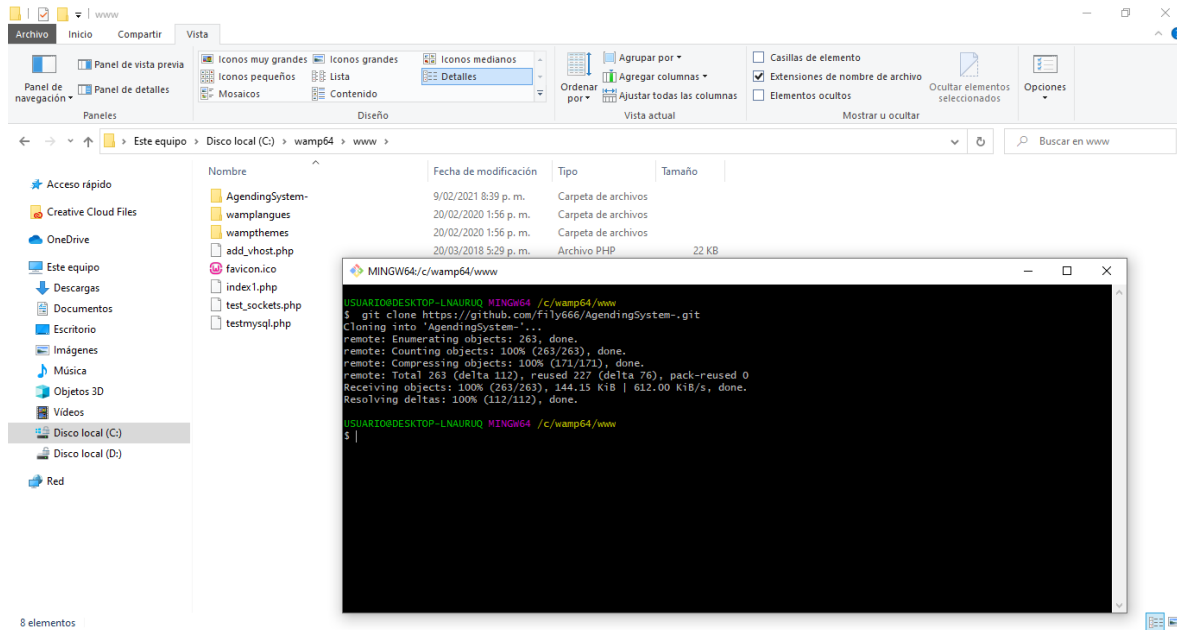 www
Archivo Inicio Compartir Vista
Panel de navegación
Panel de vista previa
Panel de detalles
Paneles
Iconos muy grandes Iconos grandes Iconos medianos
Iconos pequeños Lista Detalles
Mosaicos Contenido
Diseño
Ordenar por
Agrupar por
Agregar columnas
Ajustar todas las columnas
Vista actual
Casillas de elemento
Extensiones de nombre de archivo
Elementos ocultos
Ocultar elementos seleccionados
Mostrar u ocultar
Opciones
Este equipo > Disco local (C:) > wamp64 > www >
Buscar en www
Acceso rápido
Creative Cloud Files
OneDrive
Este equipo
Descargas
Documentos
Escritorio
Imágenes
Música
Objetos 3D
Vídeos
Disco local (C:)
Disco local (D:)
Red
Nombre Fecha de modificación Tipo Tamaño
AgendingSystem- 9/02/2021 8:39 p. m. Carpeta de archivos
wamplangues 20/02/2020 1:56 p. m. Carpeta de archivos
wampthemes 20/02/2020 1:56 p. m. Carpeta de archivos
add_vhost.php 20/03/2018 5:29 p. m. Archivo PHP 22 KB
favicon.ico
index1.php
test_sockets.php
testmysql.php
MINGW64:/c/wamp64/www
USUARIO@DESKTOP-LNAURUQ MINGW64 /c/wamp64/www
$ git clone https://github.com/fily666/AgendingSystem-.git
Cloning into 'AgendingSystem-'...
remote: Enumerating objects: 263, done.
remote: Counting objects: 100% (263/263), done.
remote: Compressing objects: 100% (171/171), done.
remote: Total 263 (delta 112), reused 227 (delta 76), pack-reused 0
Receiving objects: 100% (263/263), 144.15 KiB | 612.00 KiB/s, done.
Resolving deltas: 100% (112/112), done.
USUARIO@DESKTOP-LNAURUQ MINGW64 /c/wamp64/www
$
8 elementos